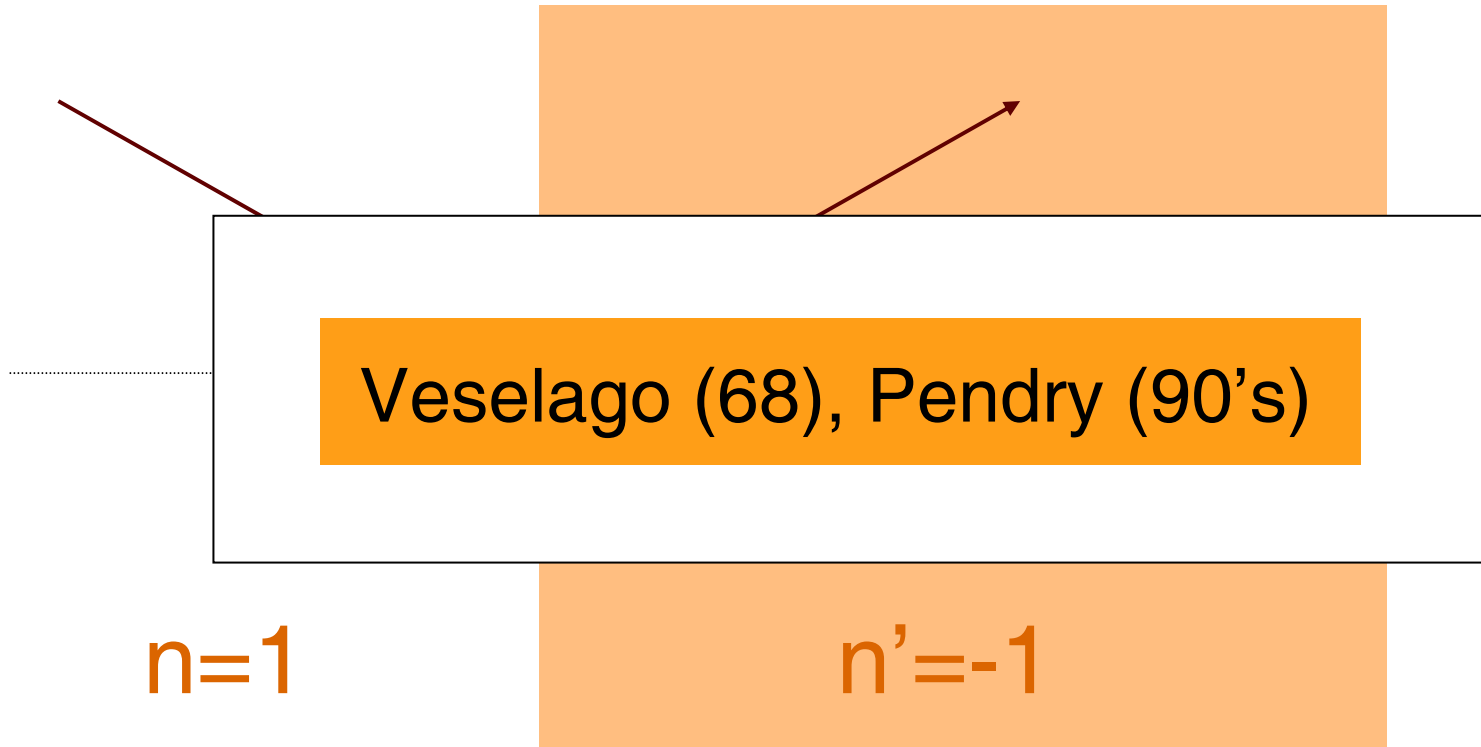 Veselago (68), Pendry (90’s)
n=1
n’=-1